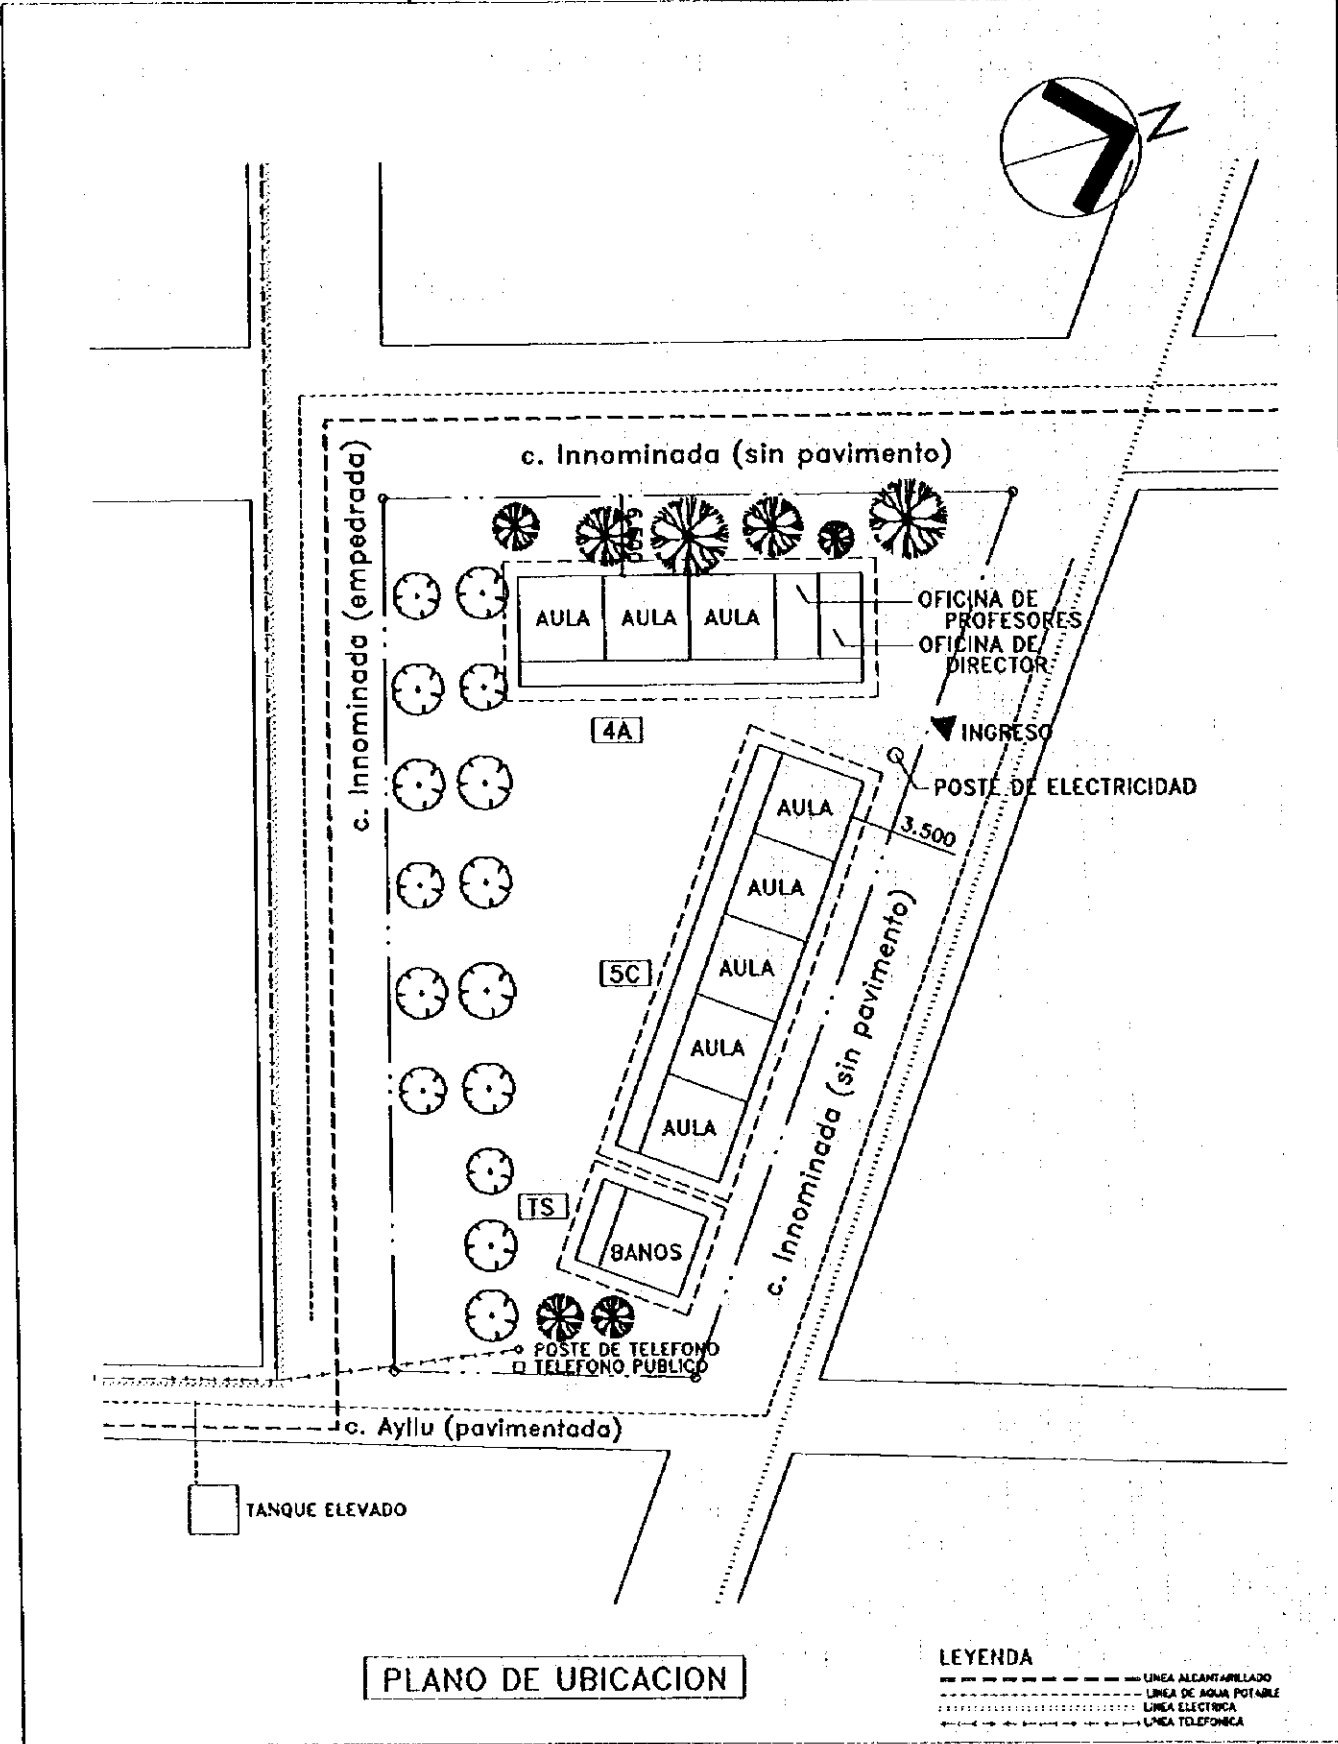 N
c. Innominada (sin pavimento)
c. Innominada (empedrada)
AULA
AULA
AULA
OFICINA DE
PROFESORES
OFICINA DE
DIRECTOR
4A
INGRESO
POSTE DE ELECTRICIDAD
3.500
AULA
AULA
AULA
AULA
AULA
5C
c. Innominada (sin pavimento)
TS
BANOS
POSTE DE TELEFONO
TELEFONO PUBLICO
c. Ayllu (pavimentada)
TANQUE ELEVADO
PLANO DE UBICACION
LEYENDA
LINEA ALCANTARILLADO
LINEA DE AGUA POTABLE
LINEA ELECTRICA
LINEA TELEFONICA